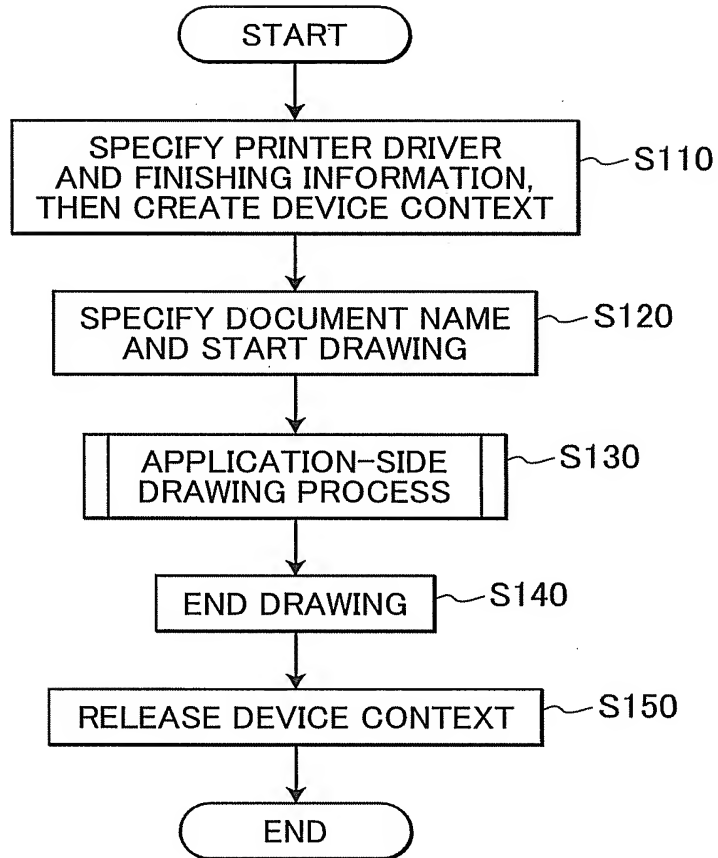 START
SPECIFY PRINTER DRIVER
AND FINISHING INFORMATION,
THEN CREATE DEVICE CONTEXT
S110
SPECIFY DOCUMENT NAME
AND START DRAWING
S120
APPLICATION-SIDE
DRAWING PROCESS
S130
END DRAWING
S140
RELEASE DEVICE CONTEXT
S150
END